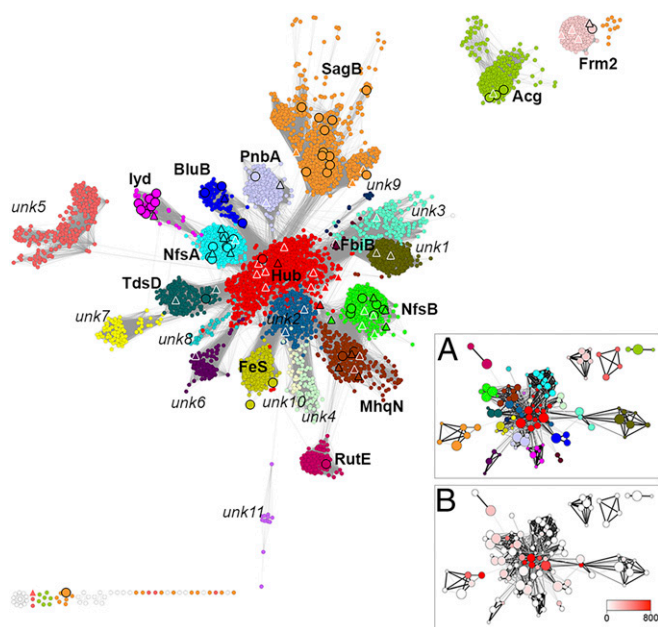 SagB
Frm2
Acg
PnbA
BluB
Iyd
unk9
unk5
unk3
NfsA
FbiB
unk1
Hub
TdsD
NfsB
unk2
unk7
unk8
FeS
unk10
unk6
unk4
MhqN
RutE
unk11
A
B
0 800